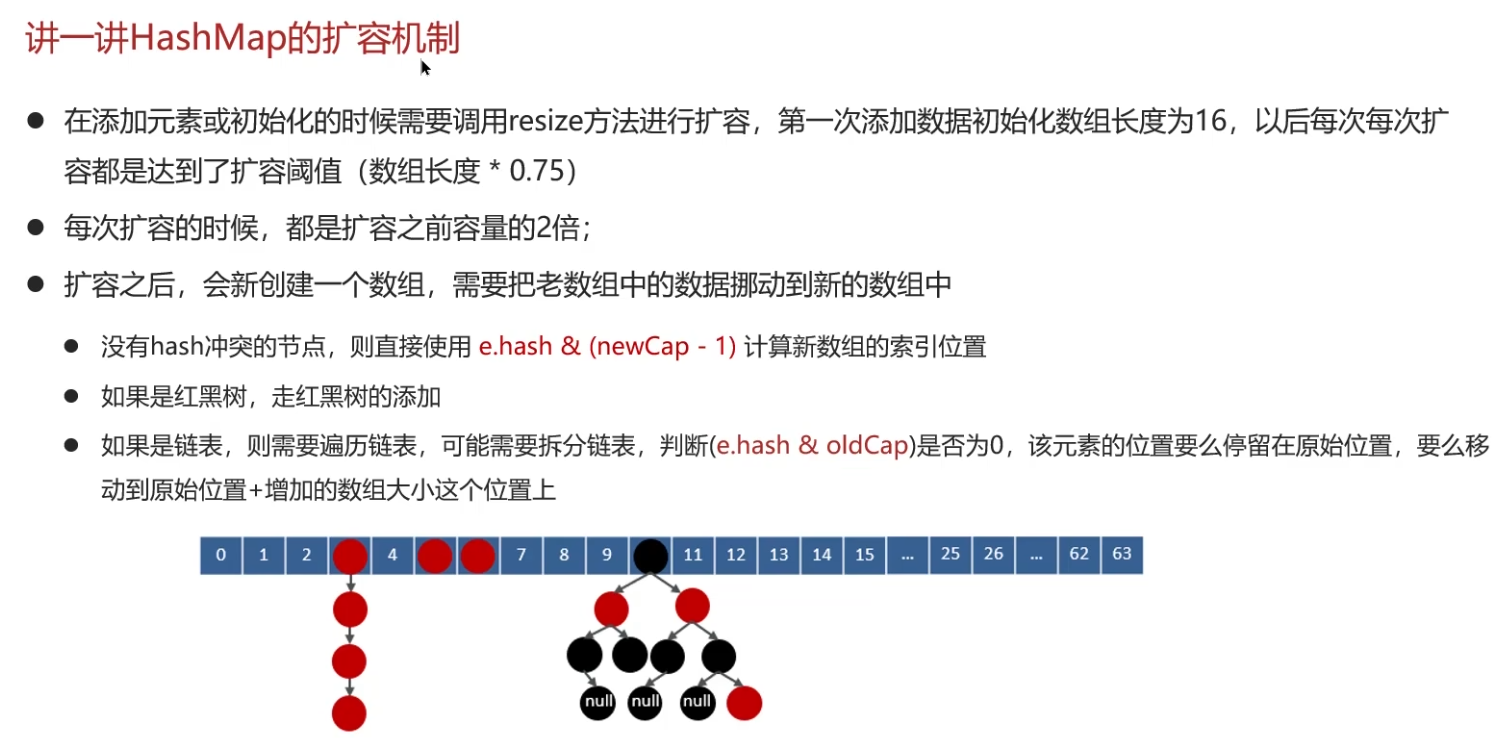 讲一讲HashMap的扩容机制
在添加元素或初始化的时候需要调用resize方法进行扩容，第一次添加数据初始化数组长度为16，以后每次每次扩
容都是达到了扩容阈值（数组长度 * 0.75）
每次扩容的时候，都是扩容之前容量的2倍；
扩容之后，会新创建一个数组，需要把老数组中的数据挪动到新的数组中
没有hash冲突的节点，则直接使用 e.hash & (newCap - 1) 计算新数组的索引位置
如果是红黑树，走红黑树的添加
如果是链表，则需要遍历链表，可能需要拆分链表，判断(e.hash & oldCap)是否为0，该元素的位置要么停留在原始位置，要么移
动到原始位置+增加的数组大小这个位置上
0 1 2 4 7 8 9 11 12 13 14 15 ... 25 26 ... 62 63
null null null